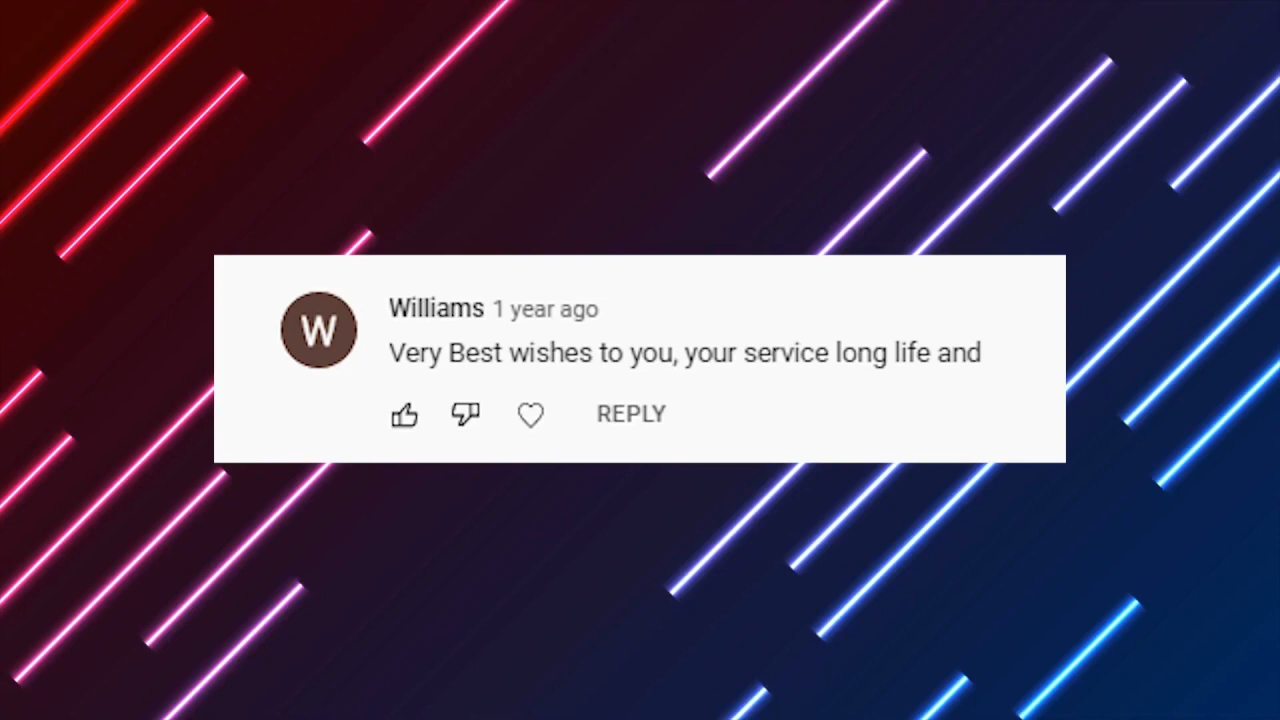 W
Williams 1 year ago
Very Best wishes to you, your service long life and
REPLY